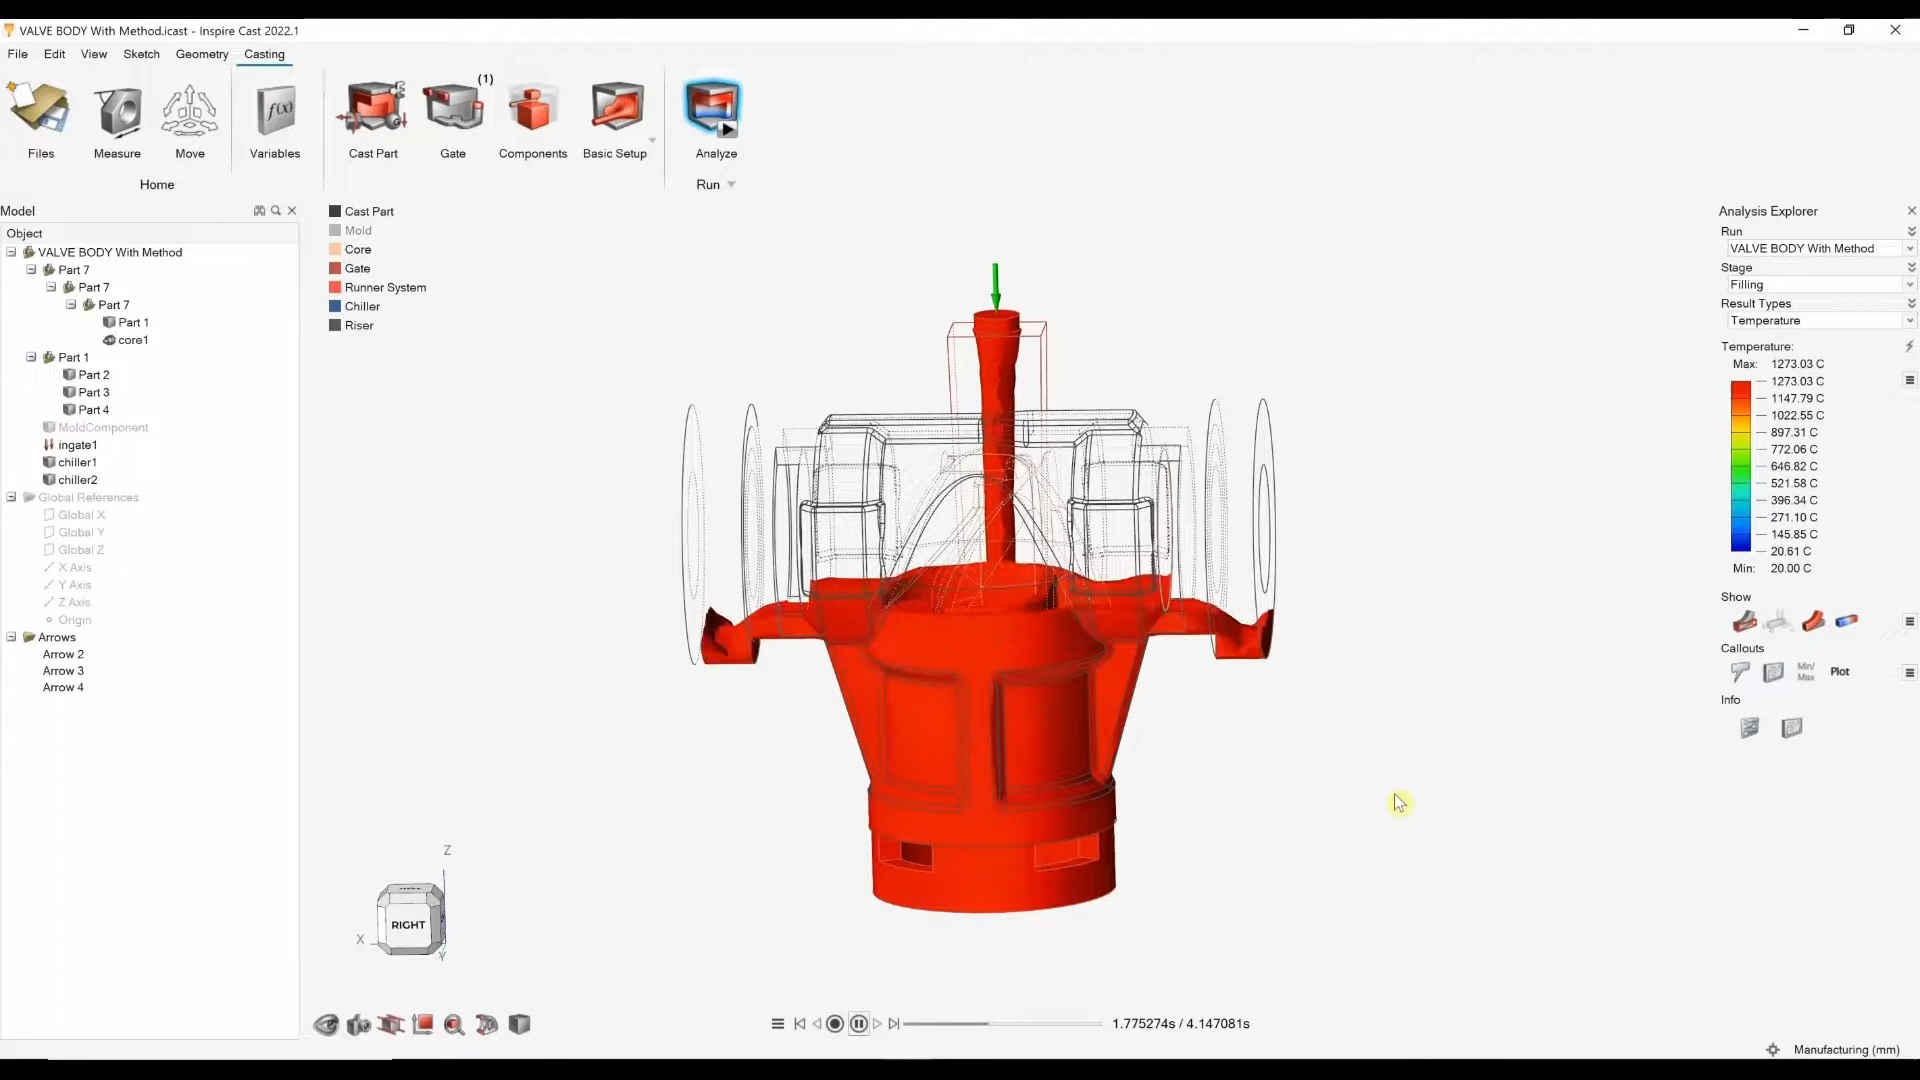 VALVE BODY With Method.icast - Inspire Cast 2022.1
File Edit View Sketch Geometry Casting
(1)
f(x)
Files Measure Move Variables Cast Part Gate Components Basic Setup Analyze
Home Run
Model
Object
VALVE BODY With Method
Part 7
Part 7
Part 7
Part 1
core1
Part 1
Part 2
Part 3
Part 4
MoldComponent
ingate1
chiller1
chiller2
Global References
Global X
Global Y
Global Z
X Axis
Y Axis
Z Axis
Origin
Arrows
Arrow 2
Arrow 3
Arrow 4
Cast Part
Mold
Core
Gate
Runner System
Chiller
Riser
Z
RIGHT
X
Y
1.775274s / 4.147081s
Analysis Explorer
Run
VALVE BODY With Method
Stage
Filling
Result Types
Temperature
Temperature:
Max: 1273.03 C
1273.03 C
1147.79 C
1022.55 C
897.31 C
772.06 C
646.82 C
521.58 C
396.34 C
271.10 C
145.85 C
20.61 C
Min: 20.00 C
Show
Callouts
Min/
Max
Plot
Info
Manufacturing (mm)